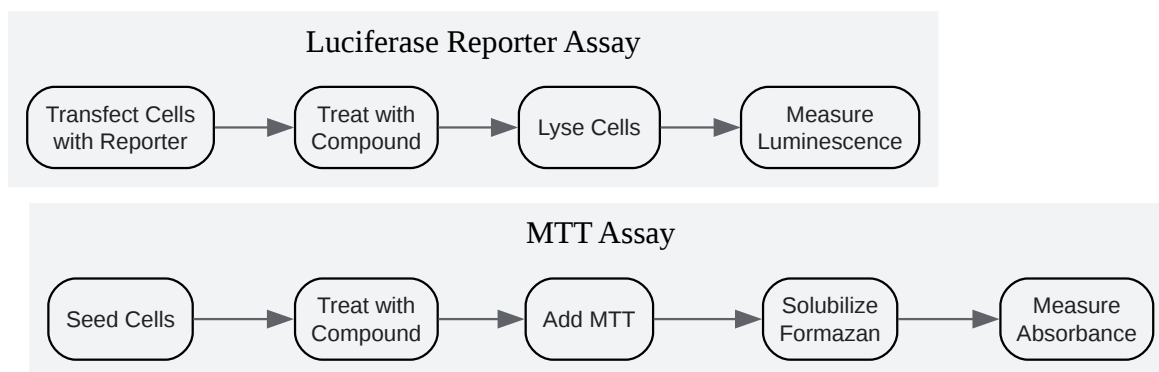 Luciferase Reporter Assay
Transfect Cells
with Reporter
Treat with
Compound
Lyse Cells
Measure
Luminescence
MTT Assay
Seed Cells
Treat with
Compound
Add MTT
Solubilize
Formazan
Measure
Absorbance